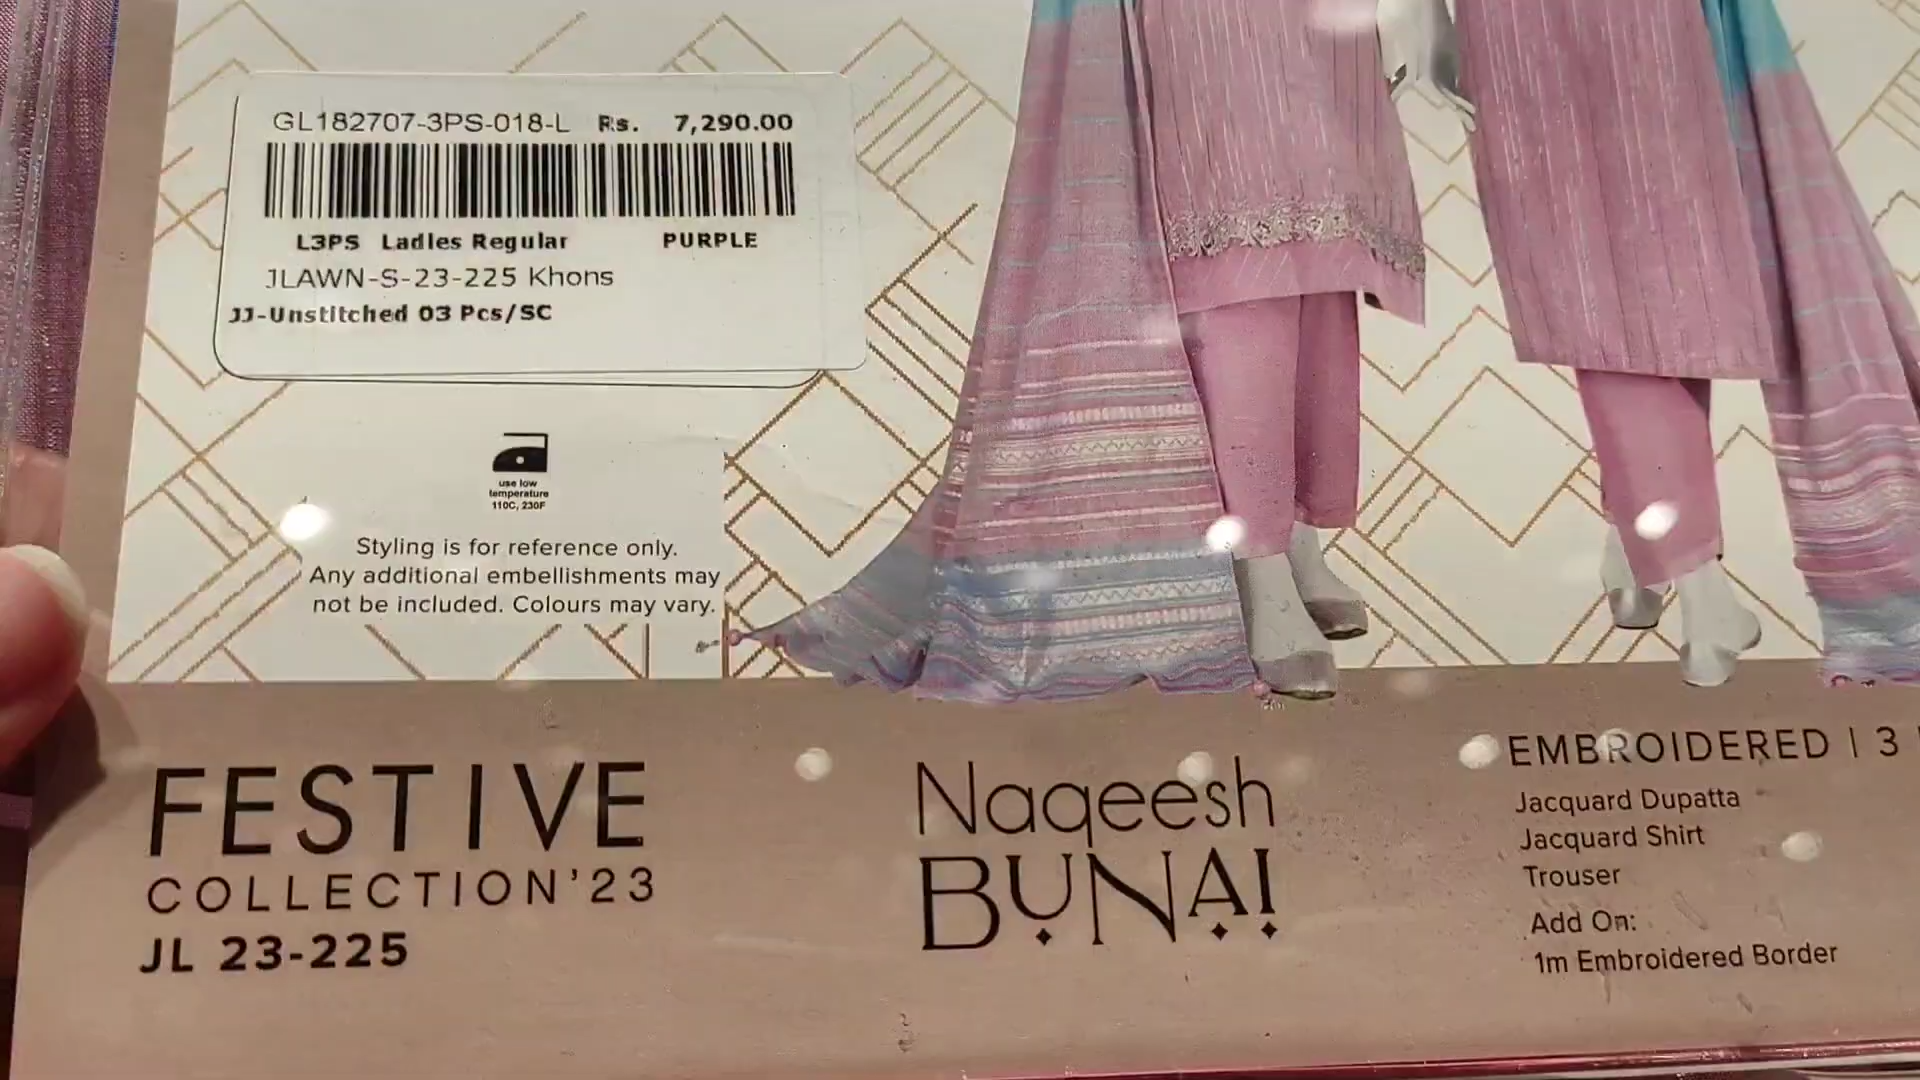 GL182707-3PS-018-L Rs. 7,290.00
L3PS Ladies Regular PURPLE
JLAWN-S-23-225 Khons
JJ-Unstitched 03 Pcs/SC
use low
temperature
110C, 230F
Styling is for reference only.
Any additional embellishments may
not be included. Colours may vary.
FESTIVE
COLLECTION'23
JL 23-225
Naqeesh
BUNAI
EMBROIDERED | 3
Jacquard Dupatta
Jacquard Shirt
Trouser
Add On:
1m Embroidered Border